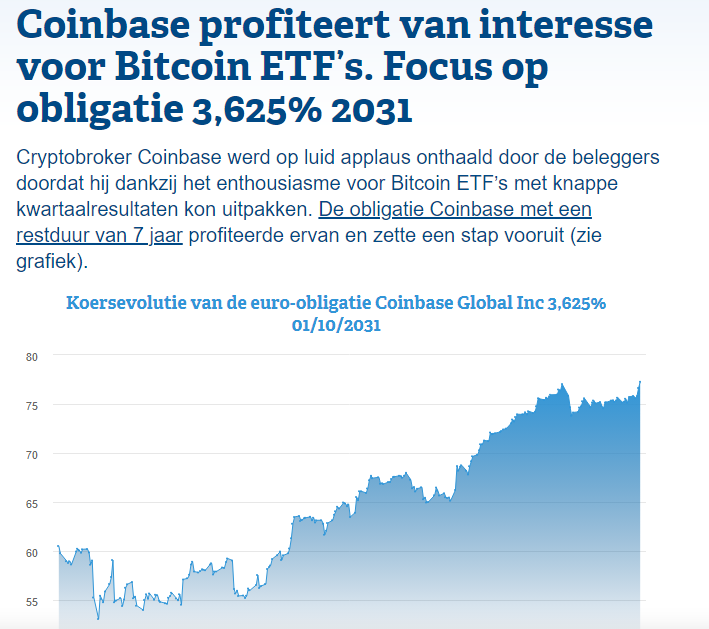 Coinbase profiteert van interesse
voor Bitcoin ETF’s. Focus op
obligatie 3,625% 2031
Cryptobroker Coinbase werd op luid applaus onthaald door de beleggers
doordat hij dankzij het enthousiasme voor Bitcoin ETF’s met knappe
kwartaalresultaten kon uitpakken. De obligatie Coinbase met een
restduur van 7 jaar profiteerde ervan en zette een stap vooruit (zie
grafiek).
Koersevolutie van de euro-obligatie Coinbase Global Inc 3,625%
01/10/2031
80
75
70
65
60
55